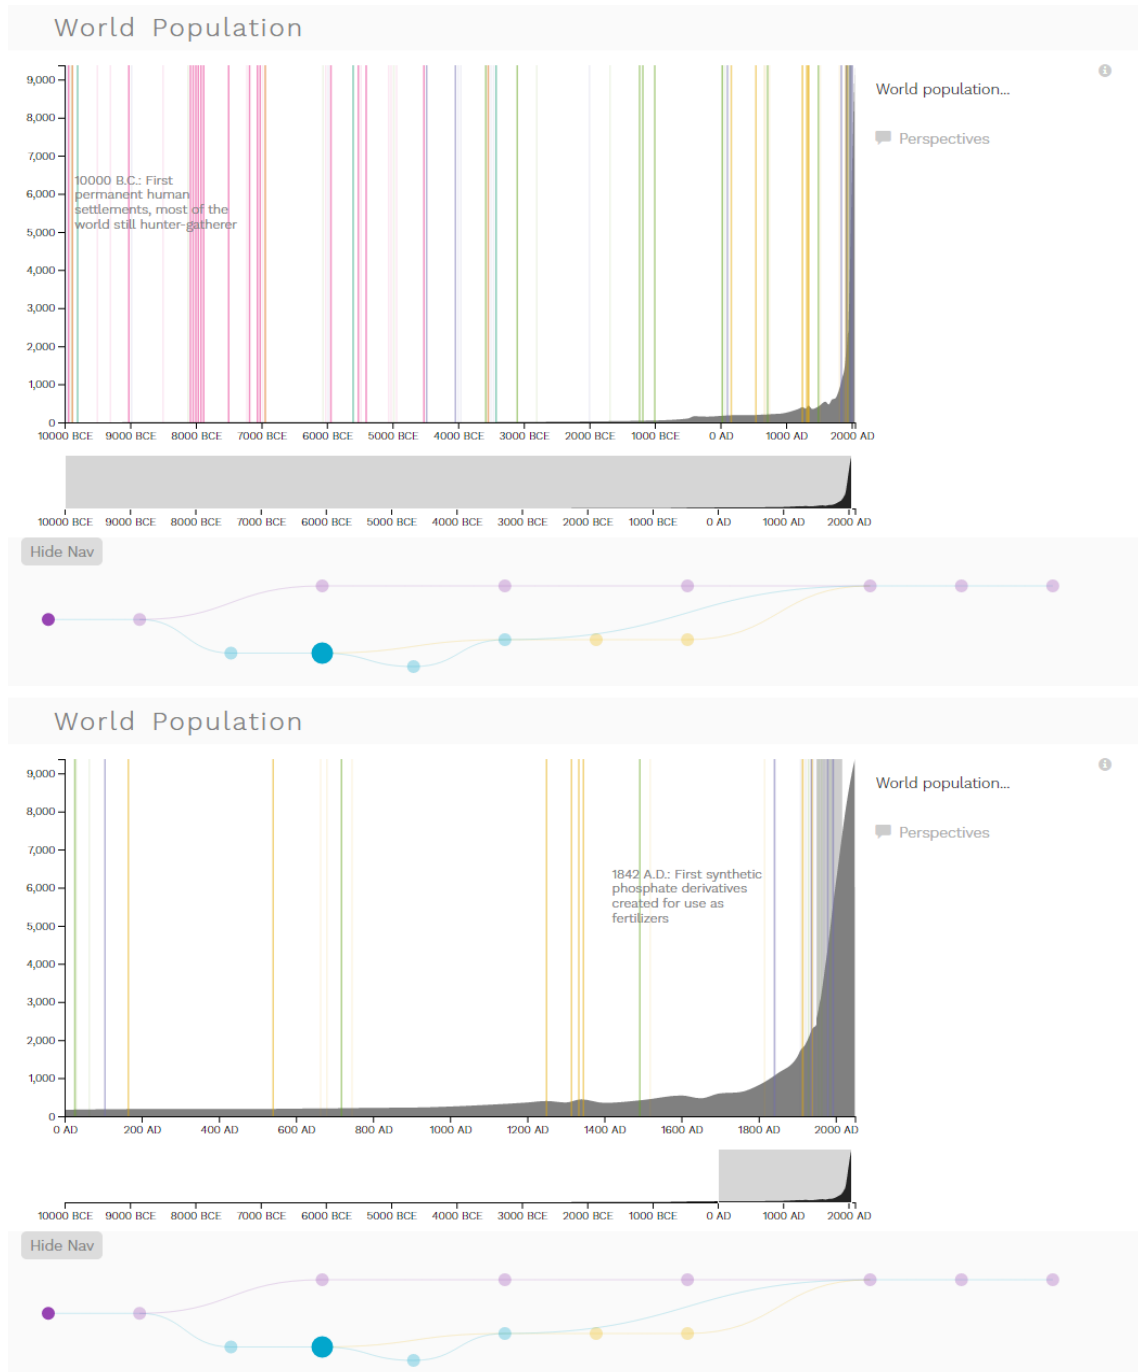 World Population
9,000
8,000
7,000
6,000
5,000
4,000
3,000
2,000
1,000
0
10000 B.C.: First
permanent human
settlements, most of the
world still hunter-gatherer
10000 BCE 9000 BCE 8000 BCE 7000 BCE 6000 BCE 5000 BCE 4000 BCE 3000 BCE 2000 BCE 1000 BCE 0 AD 1000 AD 2000 AD
World population...
Perspectives
10000 BCE 9000 BCE 8000 BCE 7000 BCE 6000 BCE 5000 BCE 4000 BCE 3000 BCE 2000 BCE 1000 BCE 0 AD 1000 AD 2000 AD
Hide Nav
World Population
9,000
8,000
7,000
6,000
5,000
4,000
3,000
2,000
1,000
0
1842 A.D.: First synthetic
phosphate derivatives
created for use as
fertilizers
0 AD 200 AD 400 AD 600 AD 800 AD 1000 AD 1200 AD 1400 AD 1600 AD 1800 AD 2000 AD
World population...
Perspectives
10000 BCE 9000 BCE 8000 BCE 7000 BCE 6000 BCE 5000 BCE 4000 BCE 3000 BCE 2000 BCE 1000 BCE 0 AD 1000 AD 2000 AD
Hide Nav